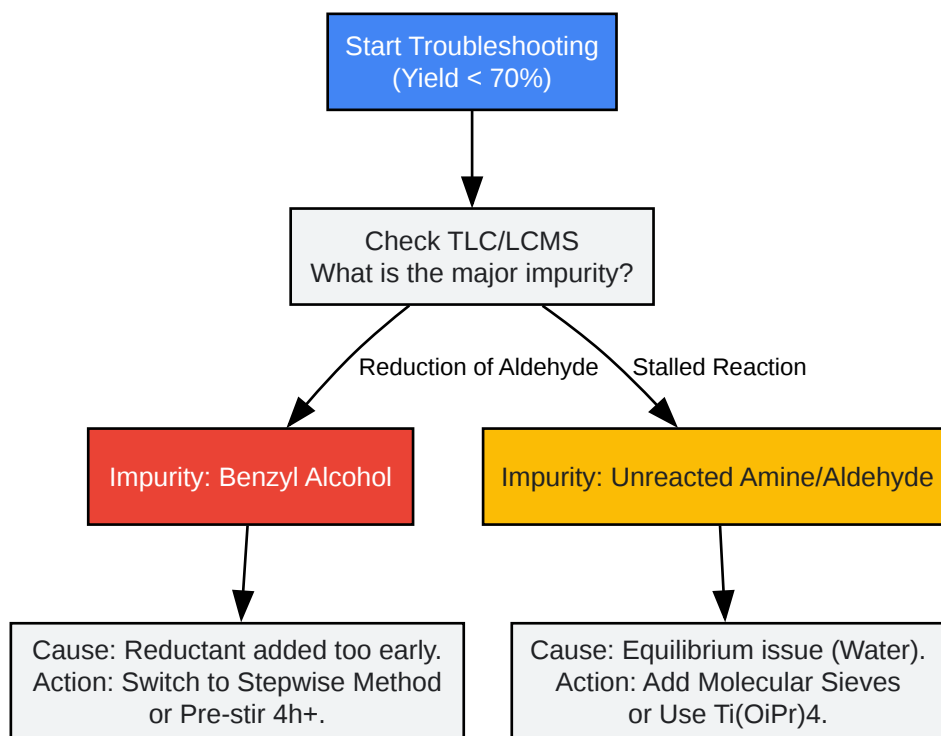 Start Troubleshooting
(Yield < 70%)
Check TLC/LCMS
What is the major impurity?
Reduction of Aldehyde
Stalled Reaction
Impurity: Benzyl Alcohol
Impurity: Unreacted Amine/Aldehyde
Cause: Reductant added too early.
Action: Switch to Stepwise Method
or Pre-stir 4h+.
Cause: Equilibrium issue (Water).
Action: Add Molecular Sieves
or Use Ti(OiPr)4.